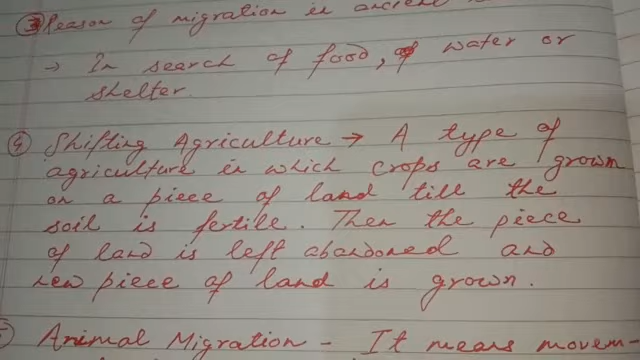 ③ Reason of migration in ancient
→ In search of food, of water or
shelter.
④ Shifting Agriculture → A type of
agriculture in which crops are grown
on a piece of land till the
soil is fertile. Then the piece
of land is left abandoned and
new piece of land is grown.
Animal Migration - It means movem-